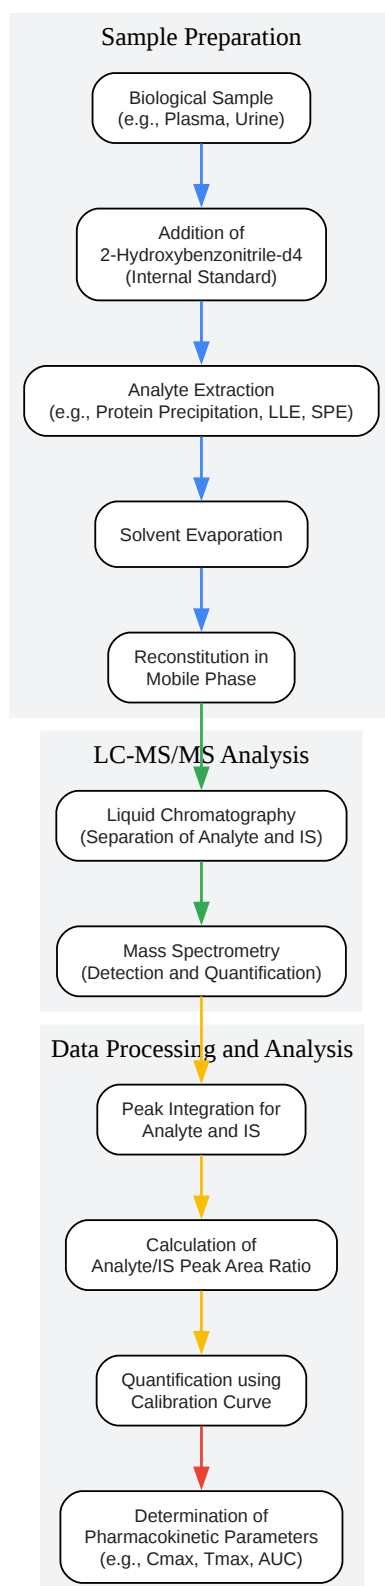 Sample Preparation
Biological Sample
(e.g., Plasma, Urine)
Addition of
2-Hydroxybenzonitrile-d4
(Internal Standard)
Analyte Extraction
(e.g., Protein Precipitation, LLE, SPE)
Solvent Evaporation
Reconstitution in
Mobile Phase
LC-MS/MS Analysis
Liquid Chromatography
(Separation of Analyte and IS)
Mass Spectrometry
(Detection and Quantification)
Data Processing and Analysis
Peak Integration for
Analyte and IS
Calculation of
Analyte/IS Peak Area Ratio
Quantification using
Calibration Curve
Determination of
Pharmacokinetic Parameters
(e.g., Cmax, Tmax, AUC)